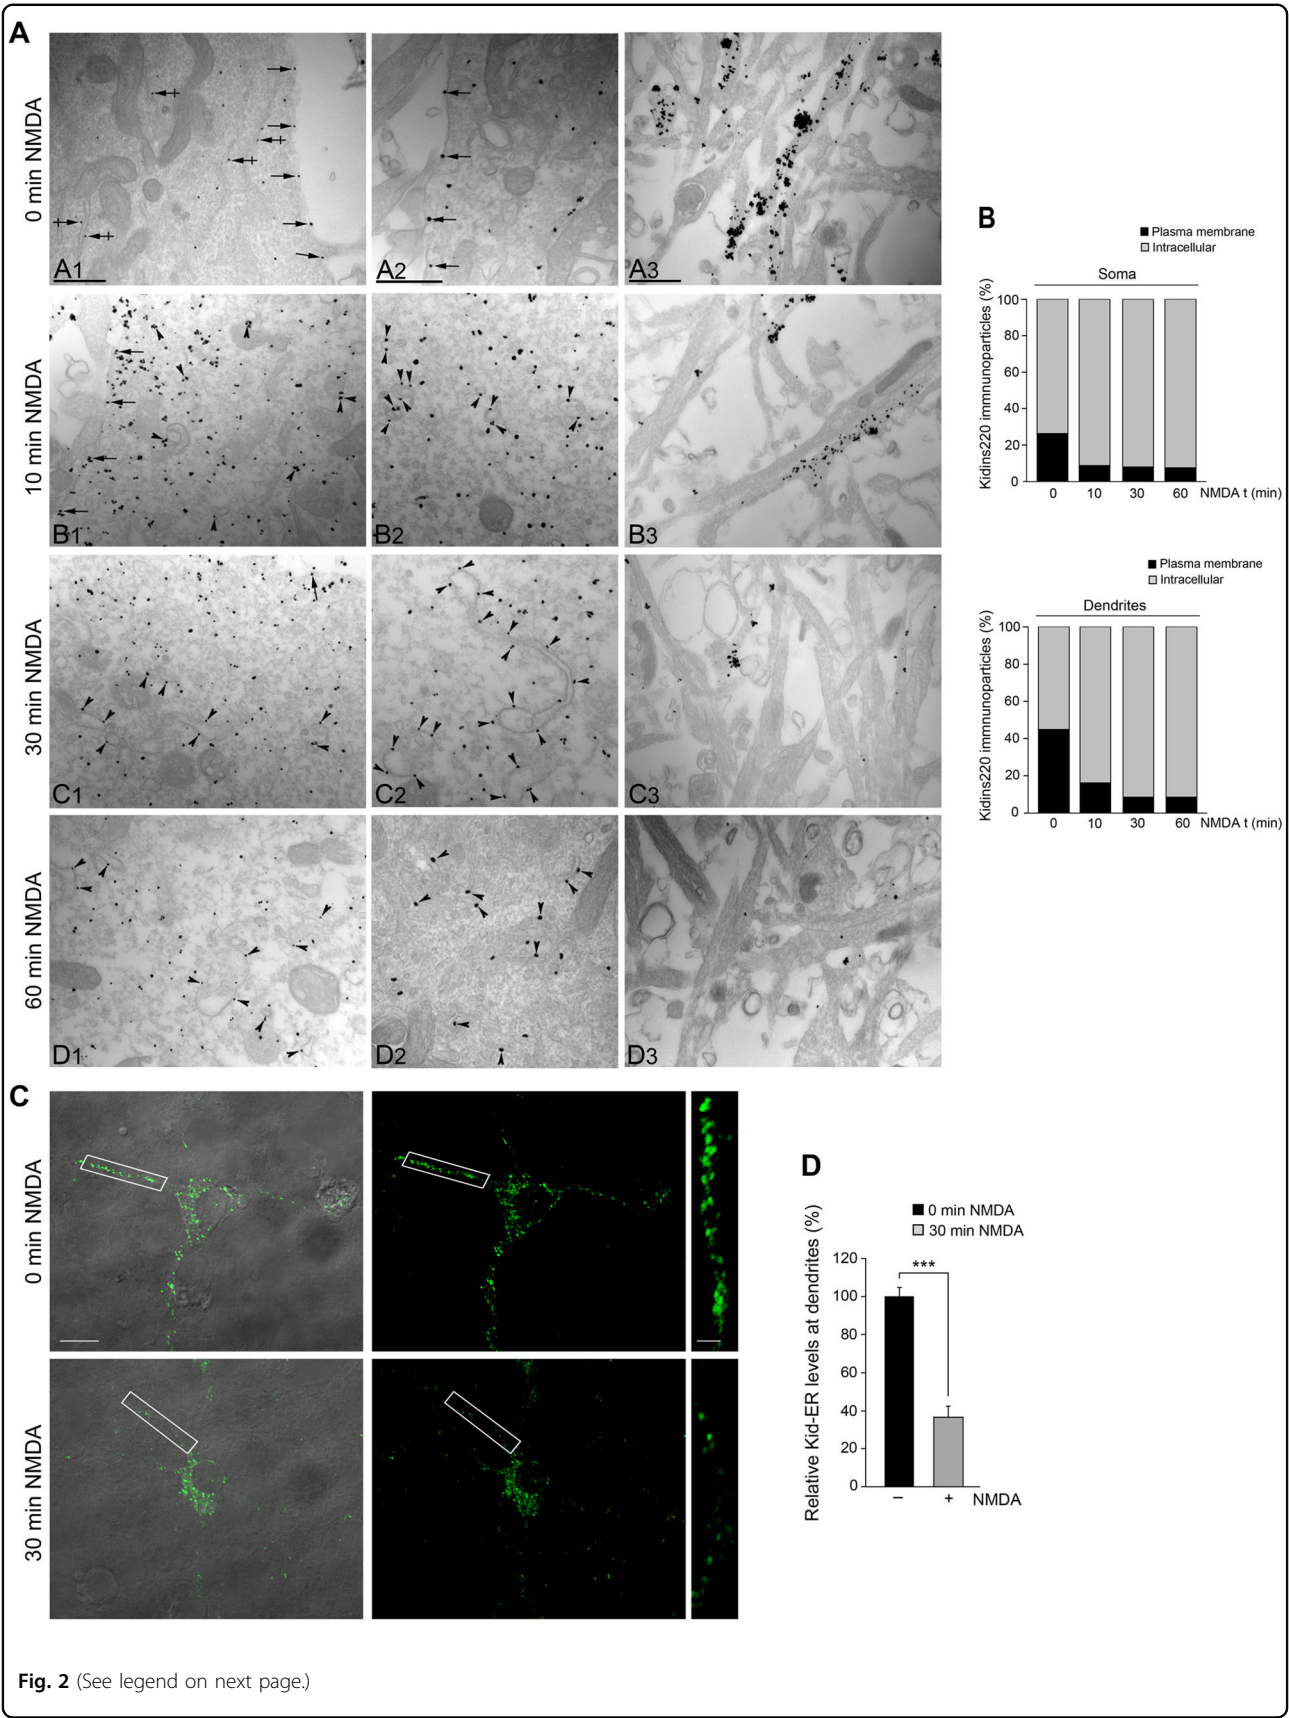 A
0 min NMDA
A1
A2
A3
10 min NMDA
B1
B2
B3
30 min NMDA
C1
C2
C3
60 min NMDA
D1
D2
D3
B
Plasma membrane
Intracellular
Soma
Kidins220 immnunoparticles (%)
100
80
60
40
20
0
0 10 30 60 NMDA t (min)
Plasma membrane
Intracellular
Dendrites
Kidins220 immnunoparticles (%)
100
80
60
40
20
0
0 10 30 60 NMDA t (min)
C
0 min NMDA
30 min NMDA
D
0 min NMDA
30 min NMDA
Relative Kid-ER levels at dendrites (%)
120
100
80
60
40
20
0
***
– + NMDA
Fig. 2 (See legend on next page.)